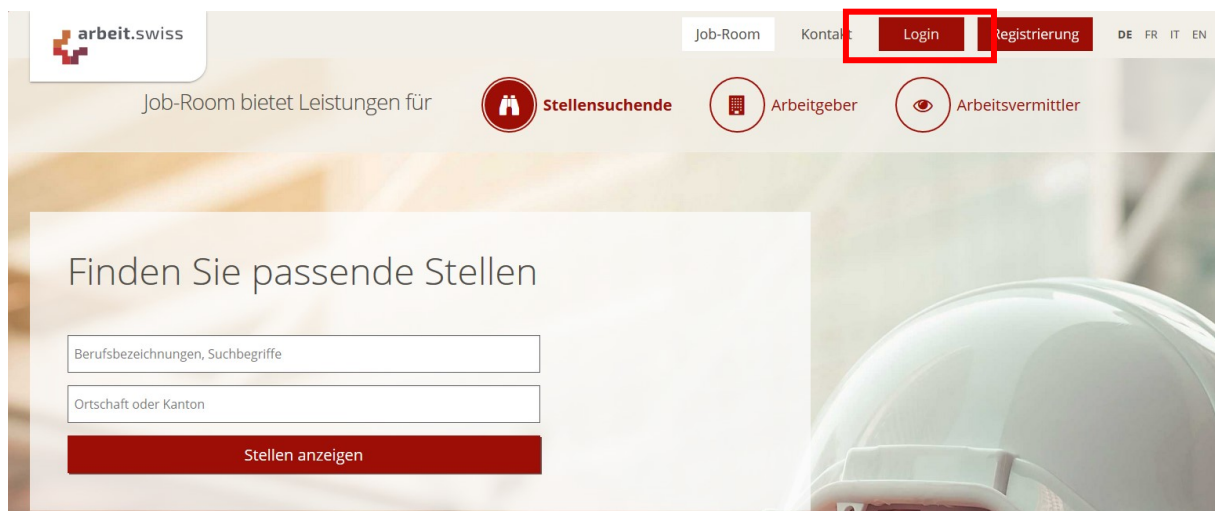 arbeit.swiss
Job-Room Kontakt Login Registrierung DE FR IT EN
Job-Room bietet Leistungen für Stellensuchende Arbeitgeber Arbeitsvermittler
Finden Sie passende Stellen
Berufsbezeichnungen, Suchbegriffe
Ortschaft oder Kanton
Stellen anzeigen